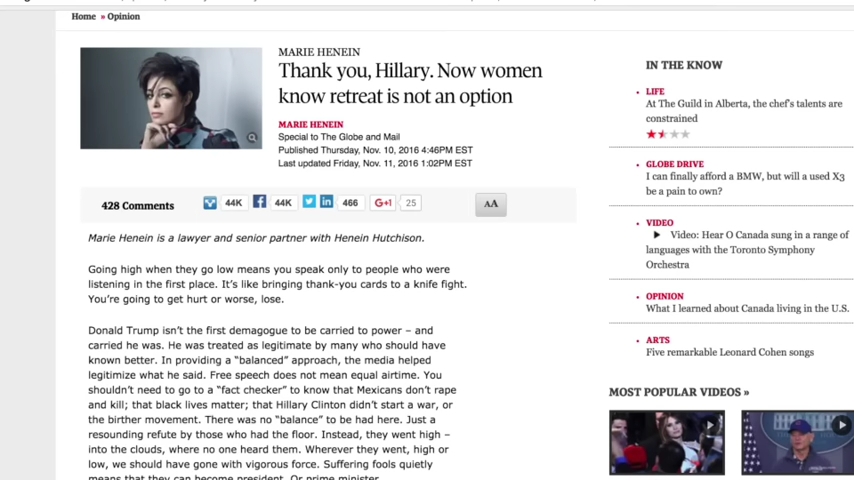 Home » Opinion
MARIE HENEIN
Thank you, Hillary. Now women
know retreat is not an option
MARIE HENEIN
Special to The Globe and Mail
Published Thursday, Nov. 10, 2016 4:46PM EST
Last updated Friday, Nov. 11, 2016 1:02PM EST
428 Comments
44K
44K
466
G+1
25
AA
Marie Henein is a lawyer and senior partner with Henein Hutchison.
Going high when they go low means you speak only to people who were
listening in the first place. It’s like bringing thank-you cards to a knife fight.
You’re going to get hurt or worse, lose.
Donald Trump isn’t the first demagogue to be carried to power – and
carried he was. He was treated as legitimate by many who should have
known better. In providing a “balanced” approach, the media helped
legitimize what he said. Free speech does not mean equal airtime. You
shouldn’t need to go to a “fact checker” to know that Mexicans don’t rape
and kill; that black lives matter; that Hillary Clinton didn’t start a war, or
the birther movement. There was no “balance” to be had here. Just a
resounding refute by those who had the floor. Instead, they went high –
into the clouds, where no one heard them. Wherever they went, high or
low, we should have gone with vigorous force. Suffering fools quietly
means that they can become president. Or prime minister.
IN THE KNOW
LIFE
At The Guild in Alberta, the chef’s talents are
constrained
GLOBE DRIVE
I can finally afford a BMW, but will a used X3
be a pain to own?
VIDEO
Video: Hear O Canada sung in a range of
languages with the Toronto Symphony
Orchestra
OPINION
What I learned about Canada living in the U.S.
ARTS
Five remarkable Leonard Cohen songs
MOST POPULAR VIDEOS »